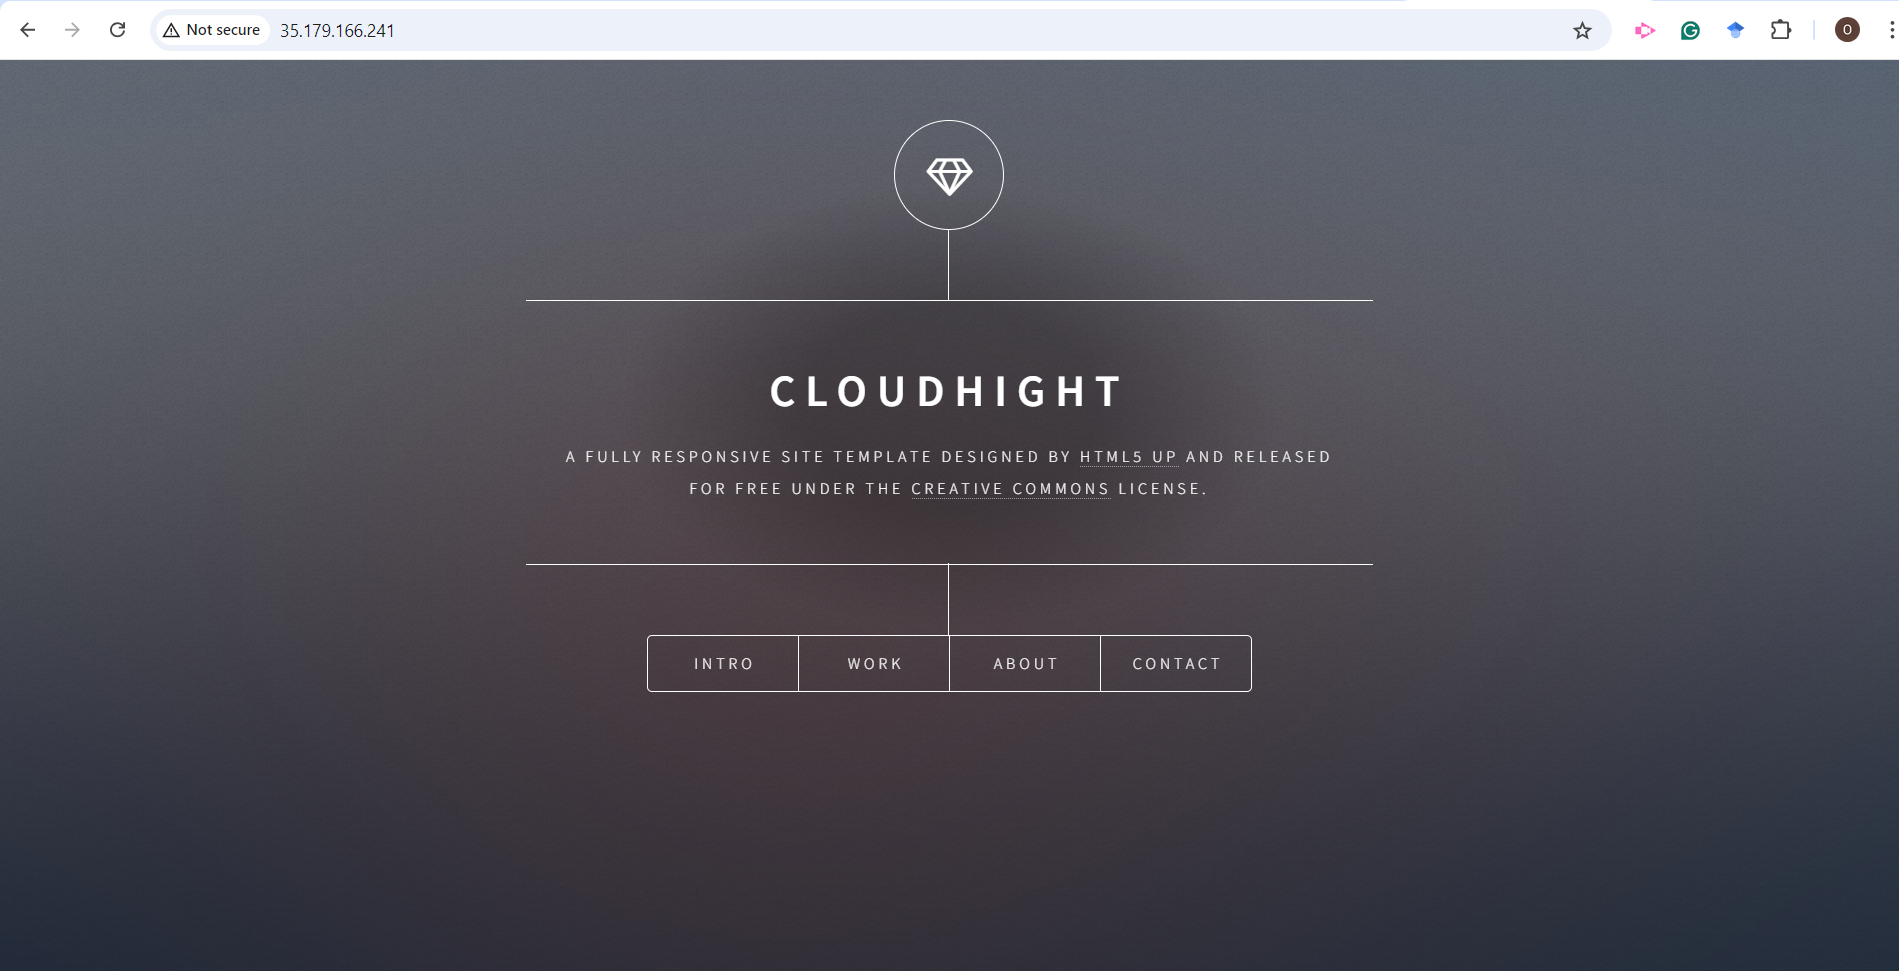 Not secure
35.179.166.241
O
CLOUDHIGHT
A FULLY RESPONSIVE SITE TEMPLATE DESIGNED BY HTML5 UP AND RELEASED
FOR FREE UNDER THE CREATIVE COMMONS LICENSE.
INTRO
WORK
ABOUT
CONTACT